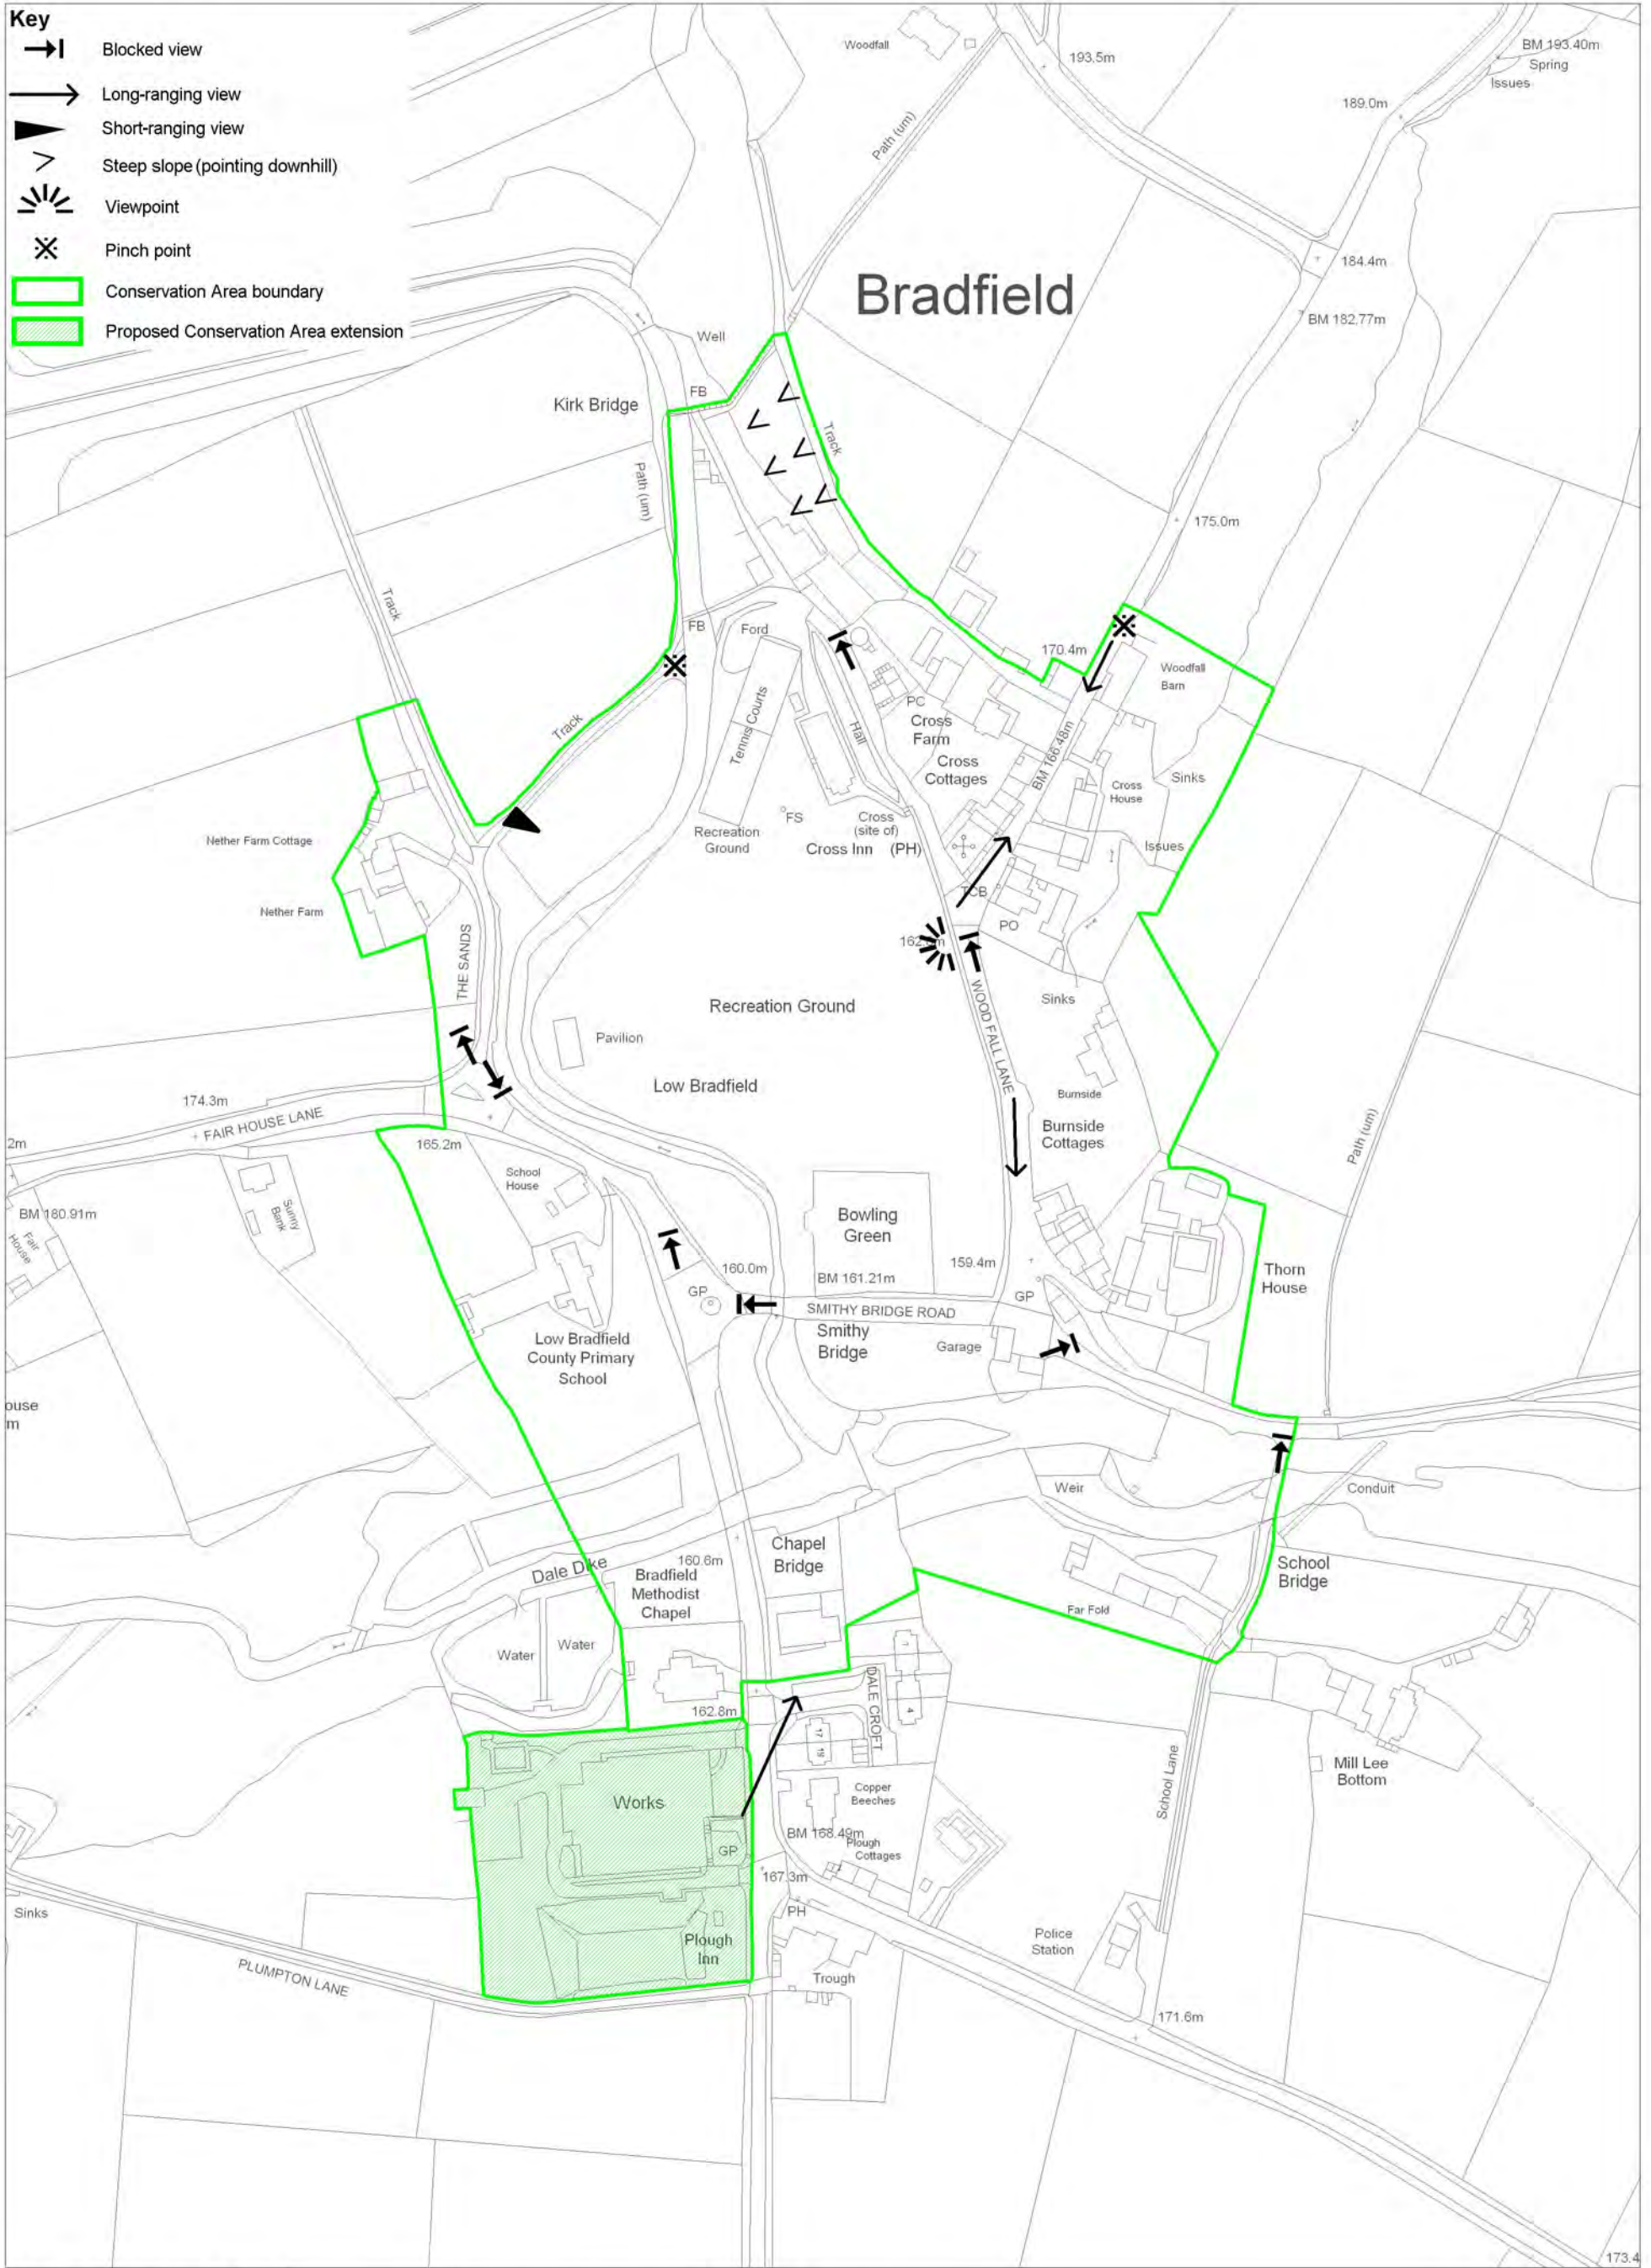 Key
Blocked view
Long-ranging view
Short-ranging view
Steep slope (pointing downhill)
Viewpoint
Pinch point
Conservation Area boundary
Proposed Conservation Area extension
Woodfall
193.5m
BM 193.40m
Spring
Issues
189.0m
Path (um)
184.4m
Bradfield
BM 182.77m
Well
FB
Kirk Bridge
Track
Path (um)
175.0m
Track
FB
Ford
170.4m
Woodfall
Barn
Tennis Courts
Hall
PC
Cross
Farm
Track
BM 166.48m
Cross
Cottages
Sinks
Cross
House
Nether Farm Cottage
Recreation
Ground
FS
Cross
(site of)
Cross Inn (PH)
Issues
TCB
Nether Farm
PO
THE SANDS
Sinks
WOOD FALL LANE
Recreation Ground
Pavilion
Low Bradfield
Burnside
174.3m
FAIR HOUSE LANE
Burnside
Cottages
Path (um)
2m
165.2m
School
House
BM 180.91m
Fair
House
Sunny
Bank
Bowling
Green
160.0m
BM 161.21m
159.4m
Thorn
House
GP
GP
SMITHY BRIDGE ROAD
Smithy
Bridge
Garage
Low Bradfield
County Primary
School
ouse
m
Weir
Conduit
Chapel
Bridge
Dale Dike
160.6m
Bradfield
Methodist
Chapel
School
Bridge
Far Fold
Water
Water
7
DALE CROFT
4
162.8m
17
19
School Lane
Mill Lee
Bottom
Works
Copper
Beeches
BM 168.49m
Plough
Cottages
GP
167.3m
Sinks
PH
Police
Station
Plough
Inn
PLUMPTON LANE
Trough
171.6m
173.4